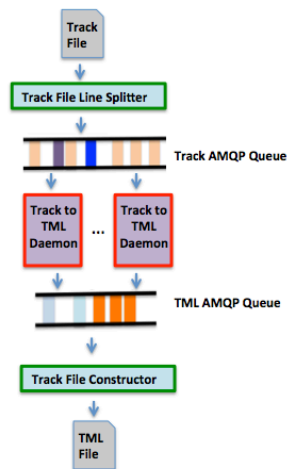 Track
File
Track File Line Splitter
Track AMQP Queue
Track to
TML
Daemon
...
Track to
TML
Daemon
TML AMQP Queue
Track File Constructor
TML
File